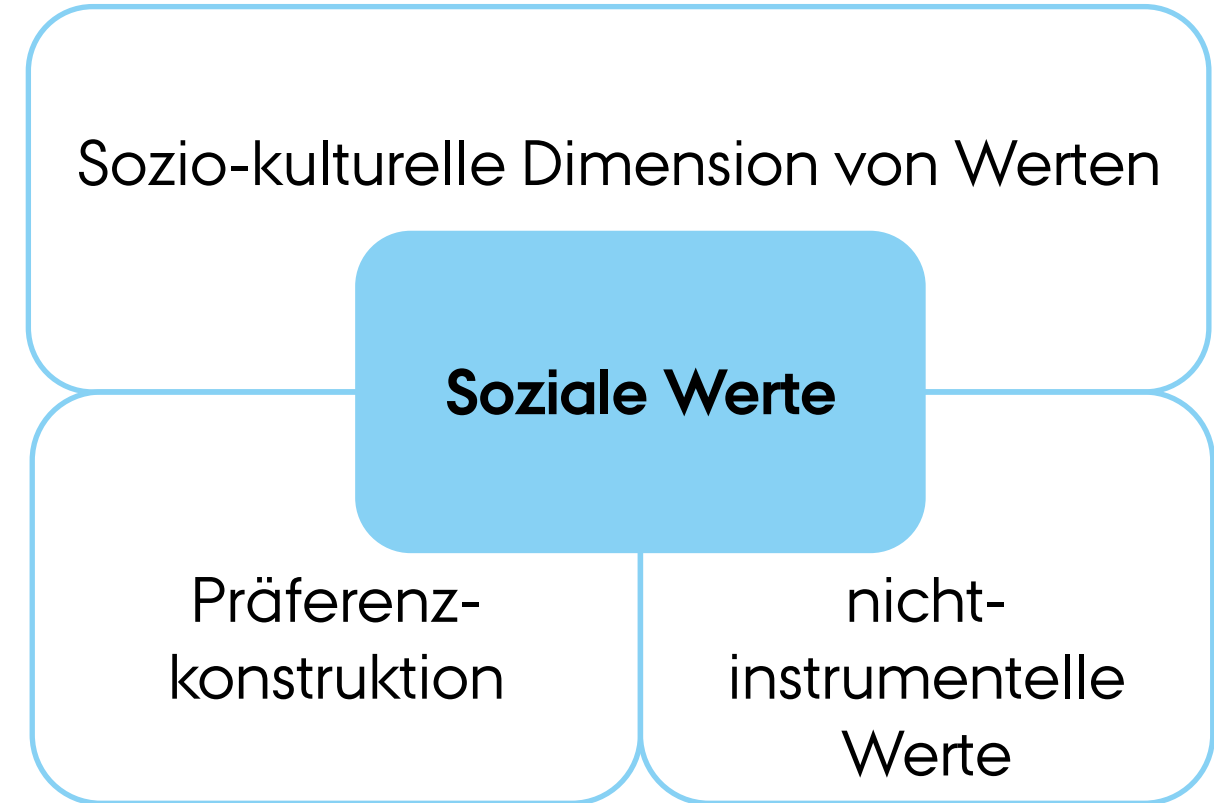 Sozio-kulturelle Dimension von Werten
Soziale Werte
Präferenz-
konstruktion
nicht-
instrumentelle
Werte